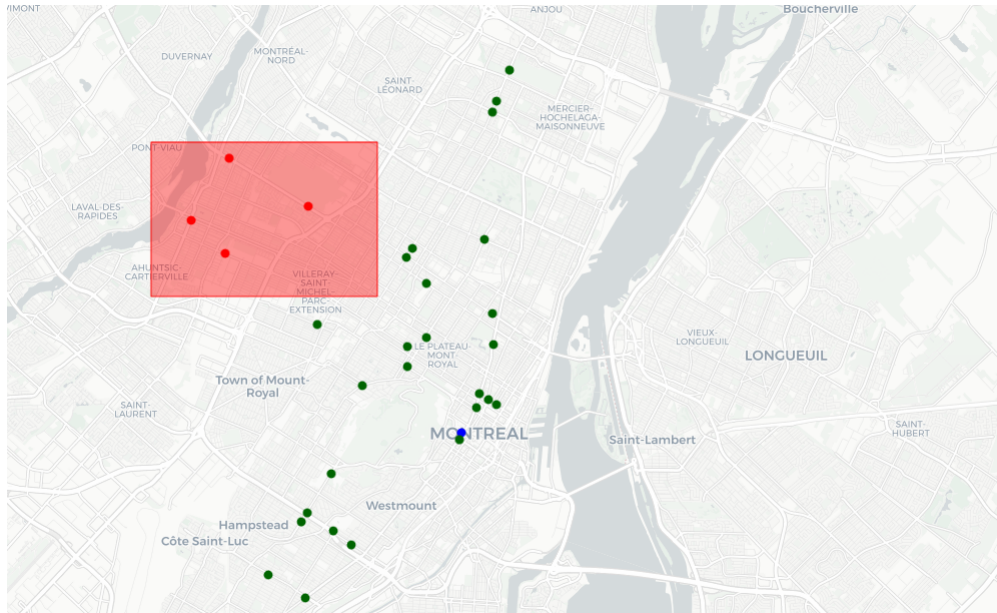 VIMONT
ANJOU
Boucherville
DUVERNAY
MONTRÉAL-
NORD
SAINT-
LÉONARD
MERCIER-
HOCHELAGA-
MAISONNEUVE
PONT-VIAU
LAVAL-DES-
RAPIDES
AHUNTSIC
CARTIERVILLE
VILLERAY-
SAINT-
MICHEL-
PARC-
EXTENSION
LE PLATEAU-
MONT-
ROYAL
VIEUX-
LONGUEUIL
LONGUEUIL
Town of Mount-
Royal
SAINT-
LAURENT
MONTREAL
Saint-Lambert
SAINT-
HUBERT
Westmount
Hampstead
Côte Saint-Luc